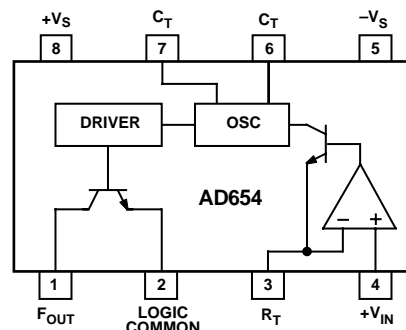 +VS CT CT –VS
8 7 6 5
DRIVER OSC
AD654
– +
1 2 3 4
FOUT LOGIC COMMON RT +VIN